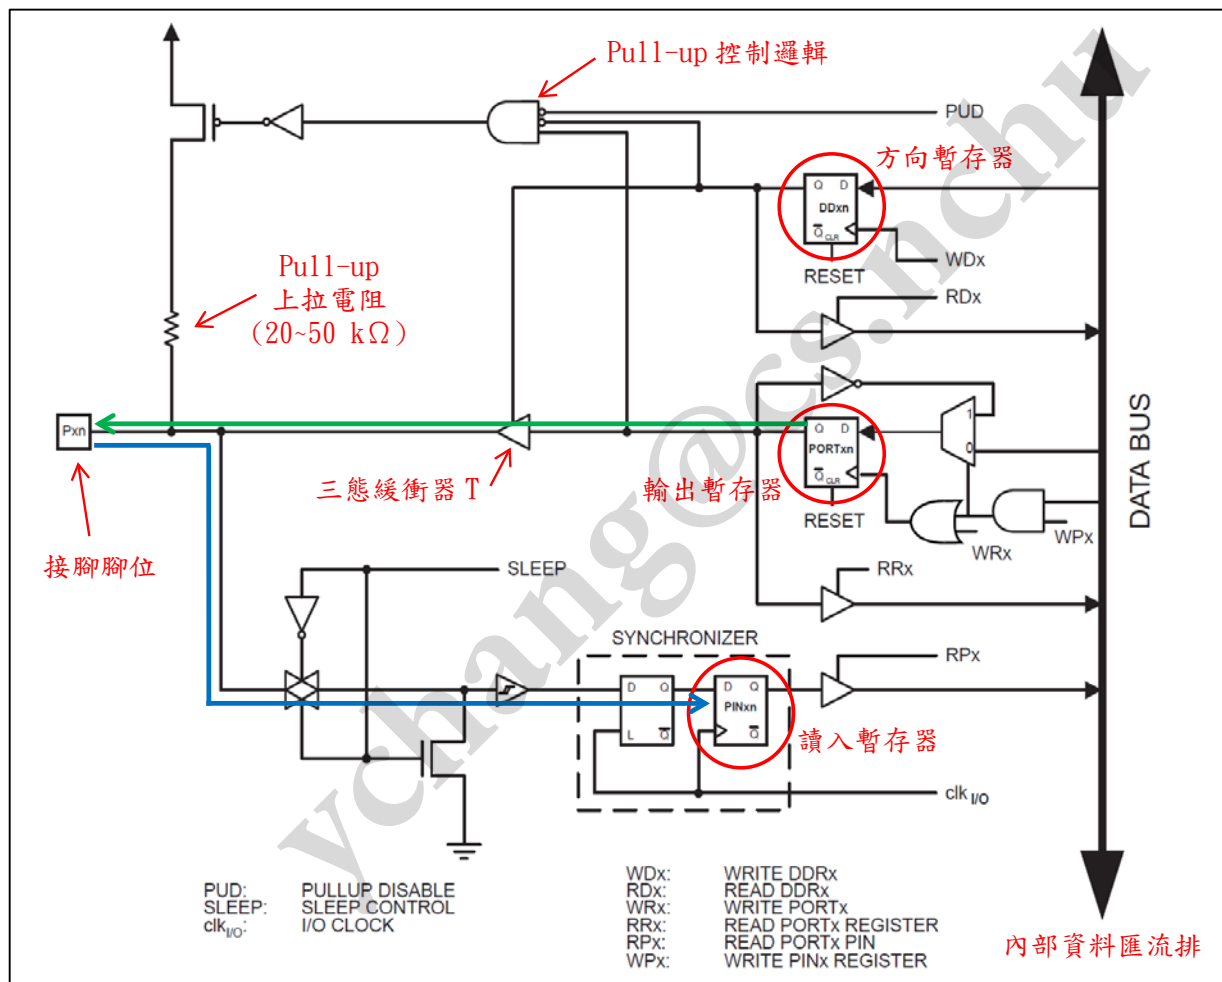 Pull-up 控制邏輯
PUD
方向暫存器
Q D
DDxn
Q CLR
WDx
RESET
RDx
Pull-up
上拉電阻
(20~50 kΩ)
Pxn
1
0
Q D
PORTxn
Q CLR
三態緩衝器 T
輸出暫存器
RESET
WRx
WPx
DATA BUS
接腳腳位
SLEEP
RRx
SYNCHRONIZER
RPx
D Q
L Q
D Q
PINxn
Q
讀入暫存器
clk I/O
PUD: PULLUP DISABLE
SLEEP: SLEEP CONTROL
clk I/O: I/O CLOCK
WDx: WRITE DDRx
RDx: READ DDRx
WRx: WRITE PORTx
RRx: READ PORTx REGISTER
RPx: READ PORTx PIN
WPx: WRITE PINx REGISTER
內部資料匯流排
ychang@cs.nchu